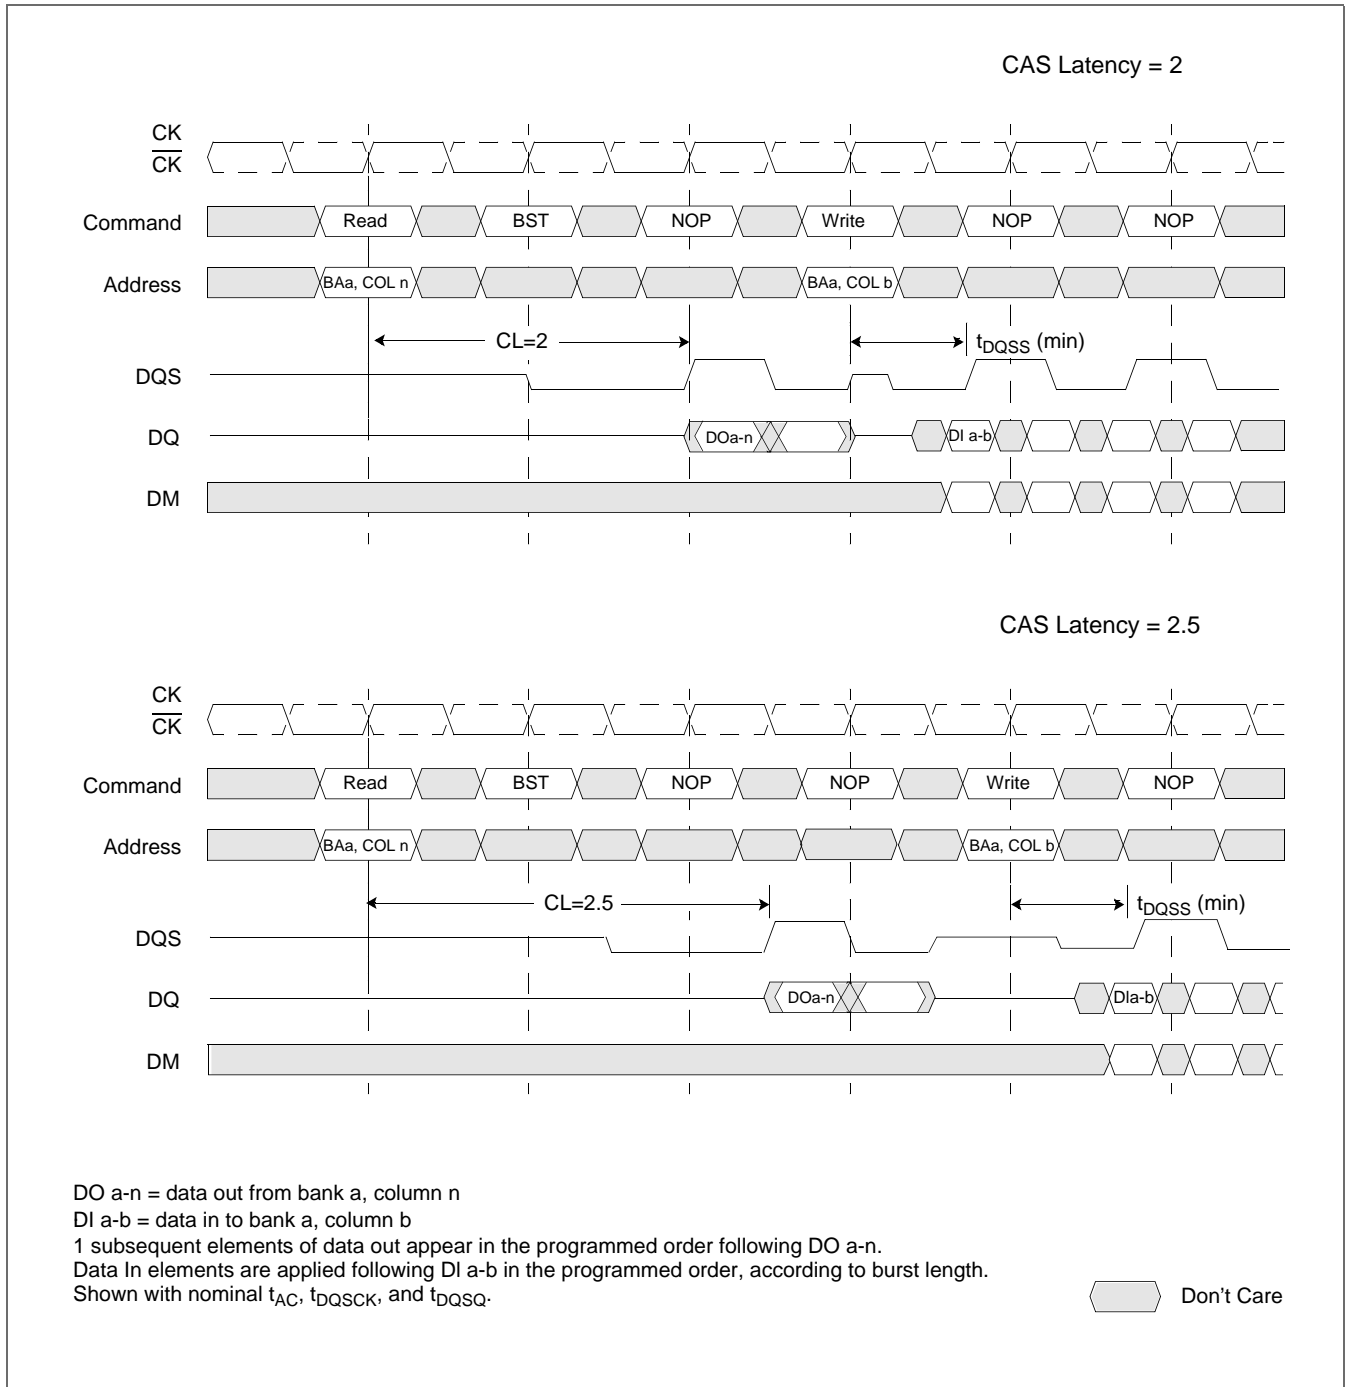 CAS Latency = 2
CK
CK
Command Read BST NOP Write NOP NOP
Address BAa, COL n BAa, COL b
CL=2 tDQSS (min)
DQS
DQ DOa-n DI a-b
DM
CAS Latency = 2.5
CK
CK
Command Read BST NOP NOP Write NOP
Address BAa, COL n BAa, COL b
CL=2.5 tDQSS (min)
DQS
DQ DOa-n DIa-b
DM
DO a-n = data out from bank a, column n
DI a-b = data in to bank a, column b
1 subsequent elements of data out appear in the programmed order following DO a-n.
Data In elements are applied following DI a-b in the programmed order, according to burst length.
Shown with nominal tAC, tDQSCK, and tDQSQ.
Don't Care